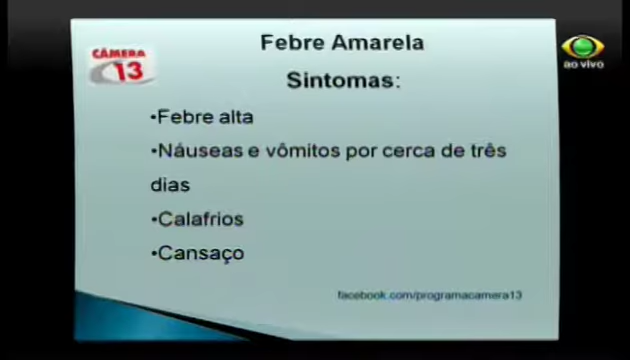 CÂMERA
13
Febre Amarela
Sintomas:
ao vivo
•Febre alta
•Náuseas e vômitos por cerca de três
dias
•Calafrios
•Cansaço
facebook.com/programacamera13